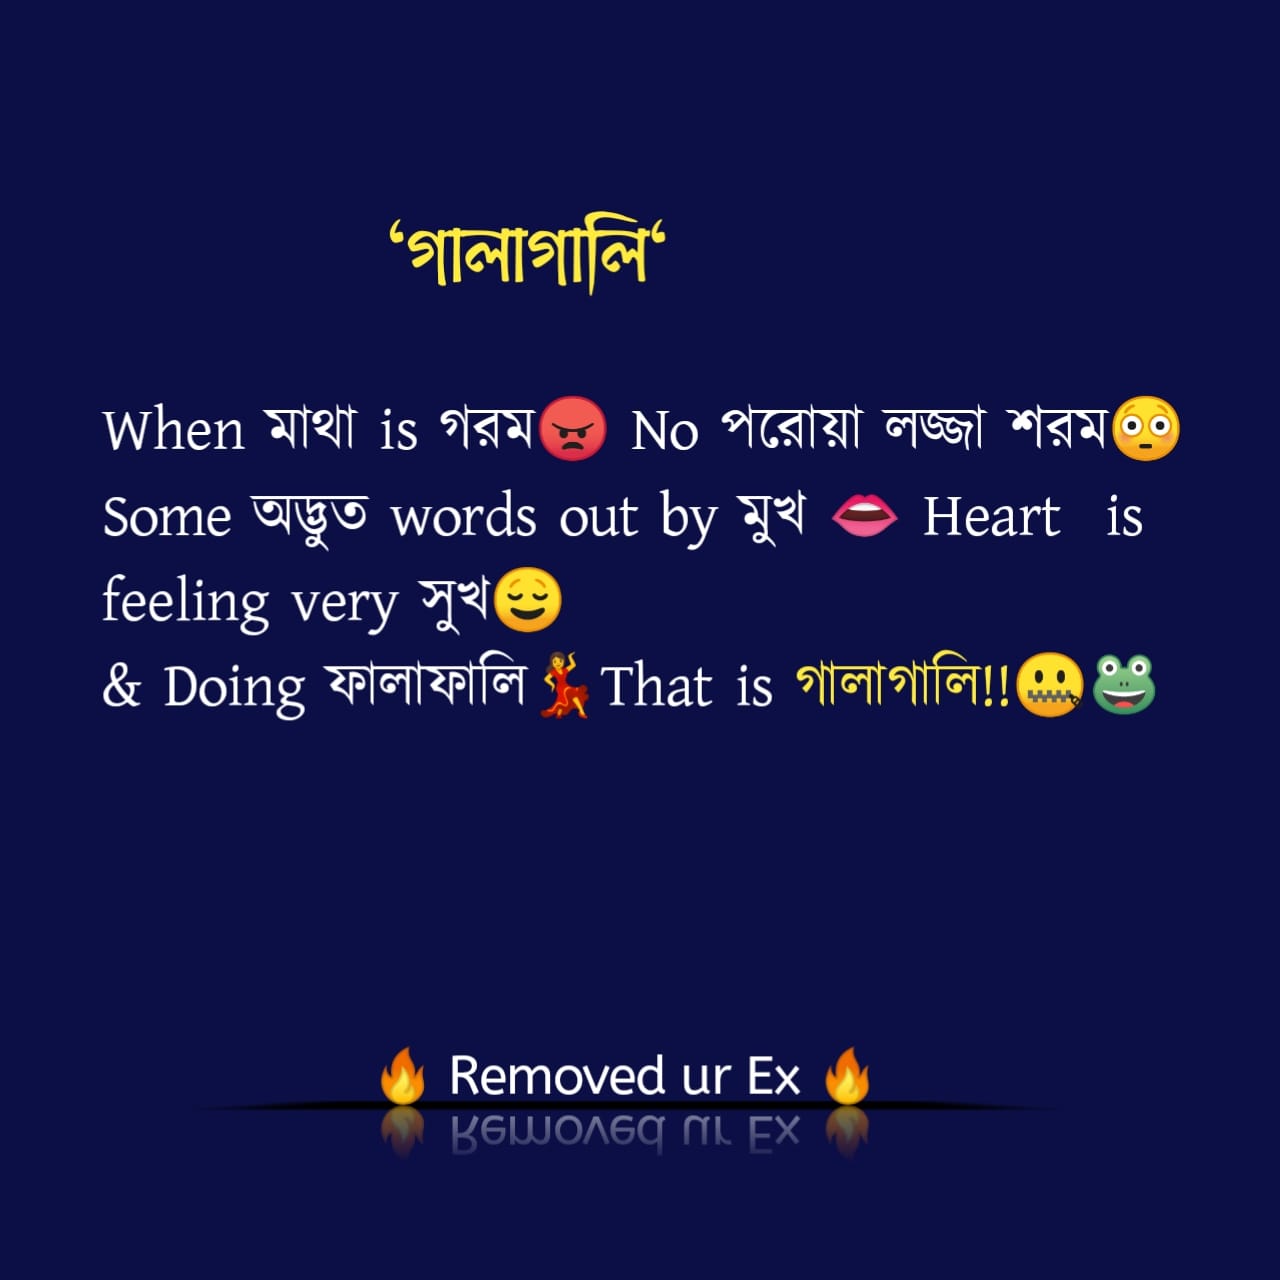 ‘গালাগালি‘
When মাথা is গরম😡 No পরোয়া লজ্জা শরম😳
Some অদ্ভুত words out by মুখ 👄 Heart is
feeling very সুখ😌
& Doing ফালাফালি💃That is গালাগালি!!🤐🐸
🔥 Removed ur Ex 🔥